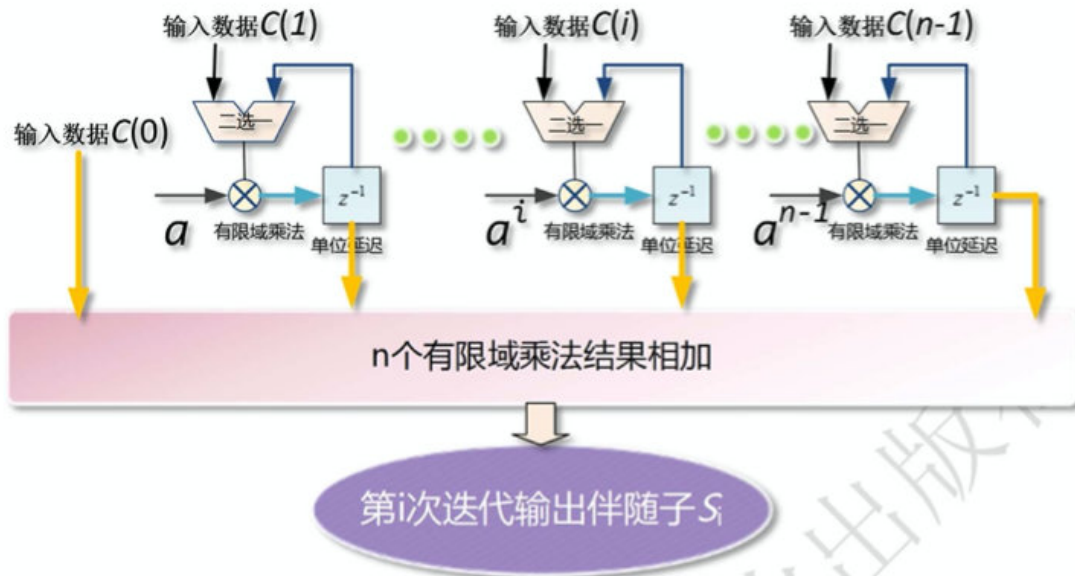 输入数据C(1)
输入数据C(i)
输入数据C(n-1)
二选一
二选一
二选一
输入数据C(0)
z⁻¹
z⁻¹
z⁻¹
a
有限域乘法
单位延迟
aⁱ
有限域乘法
单位延迟
aⁿ⁻¹
有限域乘法
单位延迟
n个有限域乘法结果相加
第i次迭代输出伴随子Sᵢ
出版